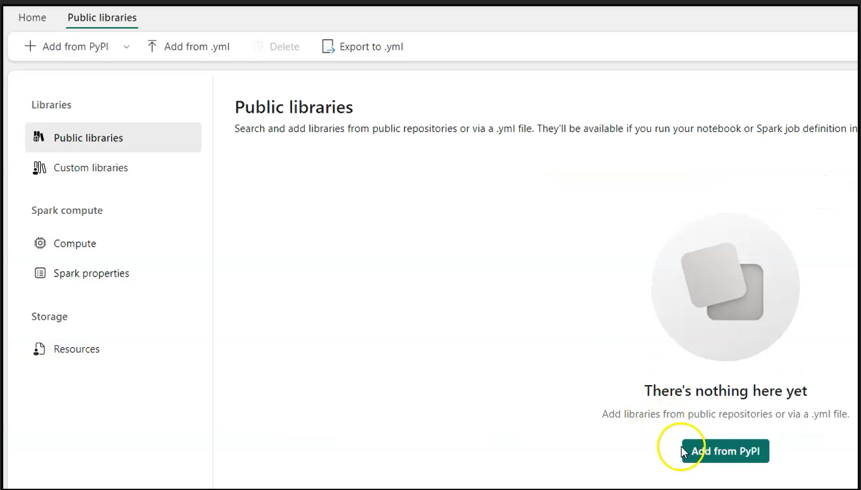 Home Public libraries
Add from PyPI Add from .yml Delete Export to .yml
Libraries
Public libraries
Custom libraries
Spark compute
Compute
Spark properties
Storage
Resources
Public libraries
Search and add libraries from public repositories or via a .yml file. They'll be available if you run your notebook or Spark job definition in
There's nothing here yet
Add libraries from public repositories or via a .yml file.
Add from PyPI